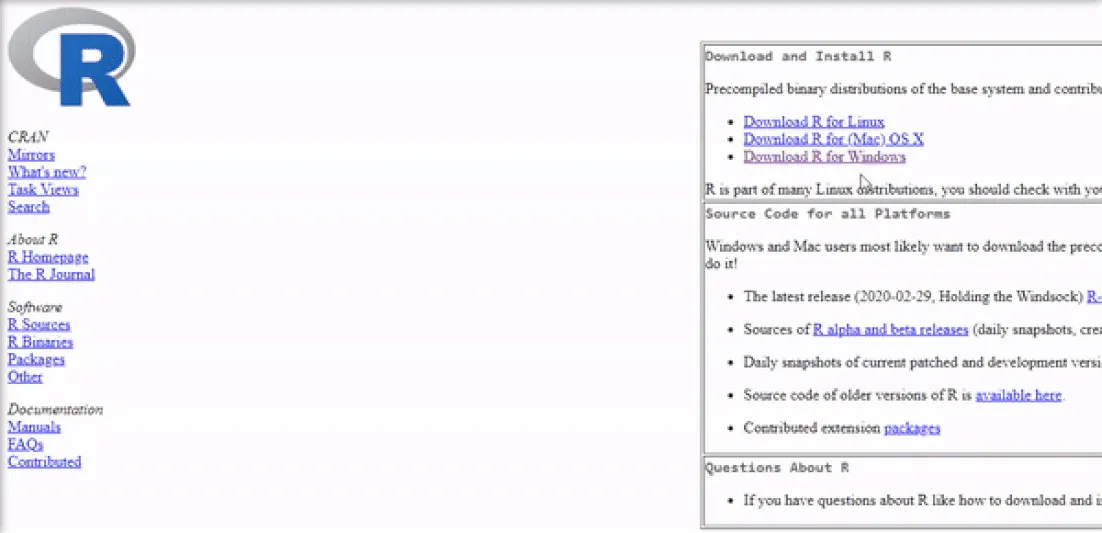 R
CRAN
Mirrors
What's new?
Task Views
Search
About R
R Homepage
The R Journal
Software
R Sources
R Binaries
Packages
Other
Documentation
Manuals
FAQs
Contributed
Download and Install R
Precompiled binary distributions of the base system and contribu
Download R for Linux
Download R for (Mac) OS X
Download R for Windows
R is part of many Linux distributions, you should check with you
Source Code for all Platforms
Windows and Mac users most likely want to download the preco
do it!
The latest release (2020-02-29, Holding the Windsock) R-
Sources of R alpha and beta releases (daily snapshots, crea
Daily snapshots of current patched and development versi
Source code of older versions of R is available here.
Contributed extension packages
Questions About R
If you have questions about R like how to download and i